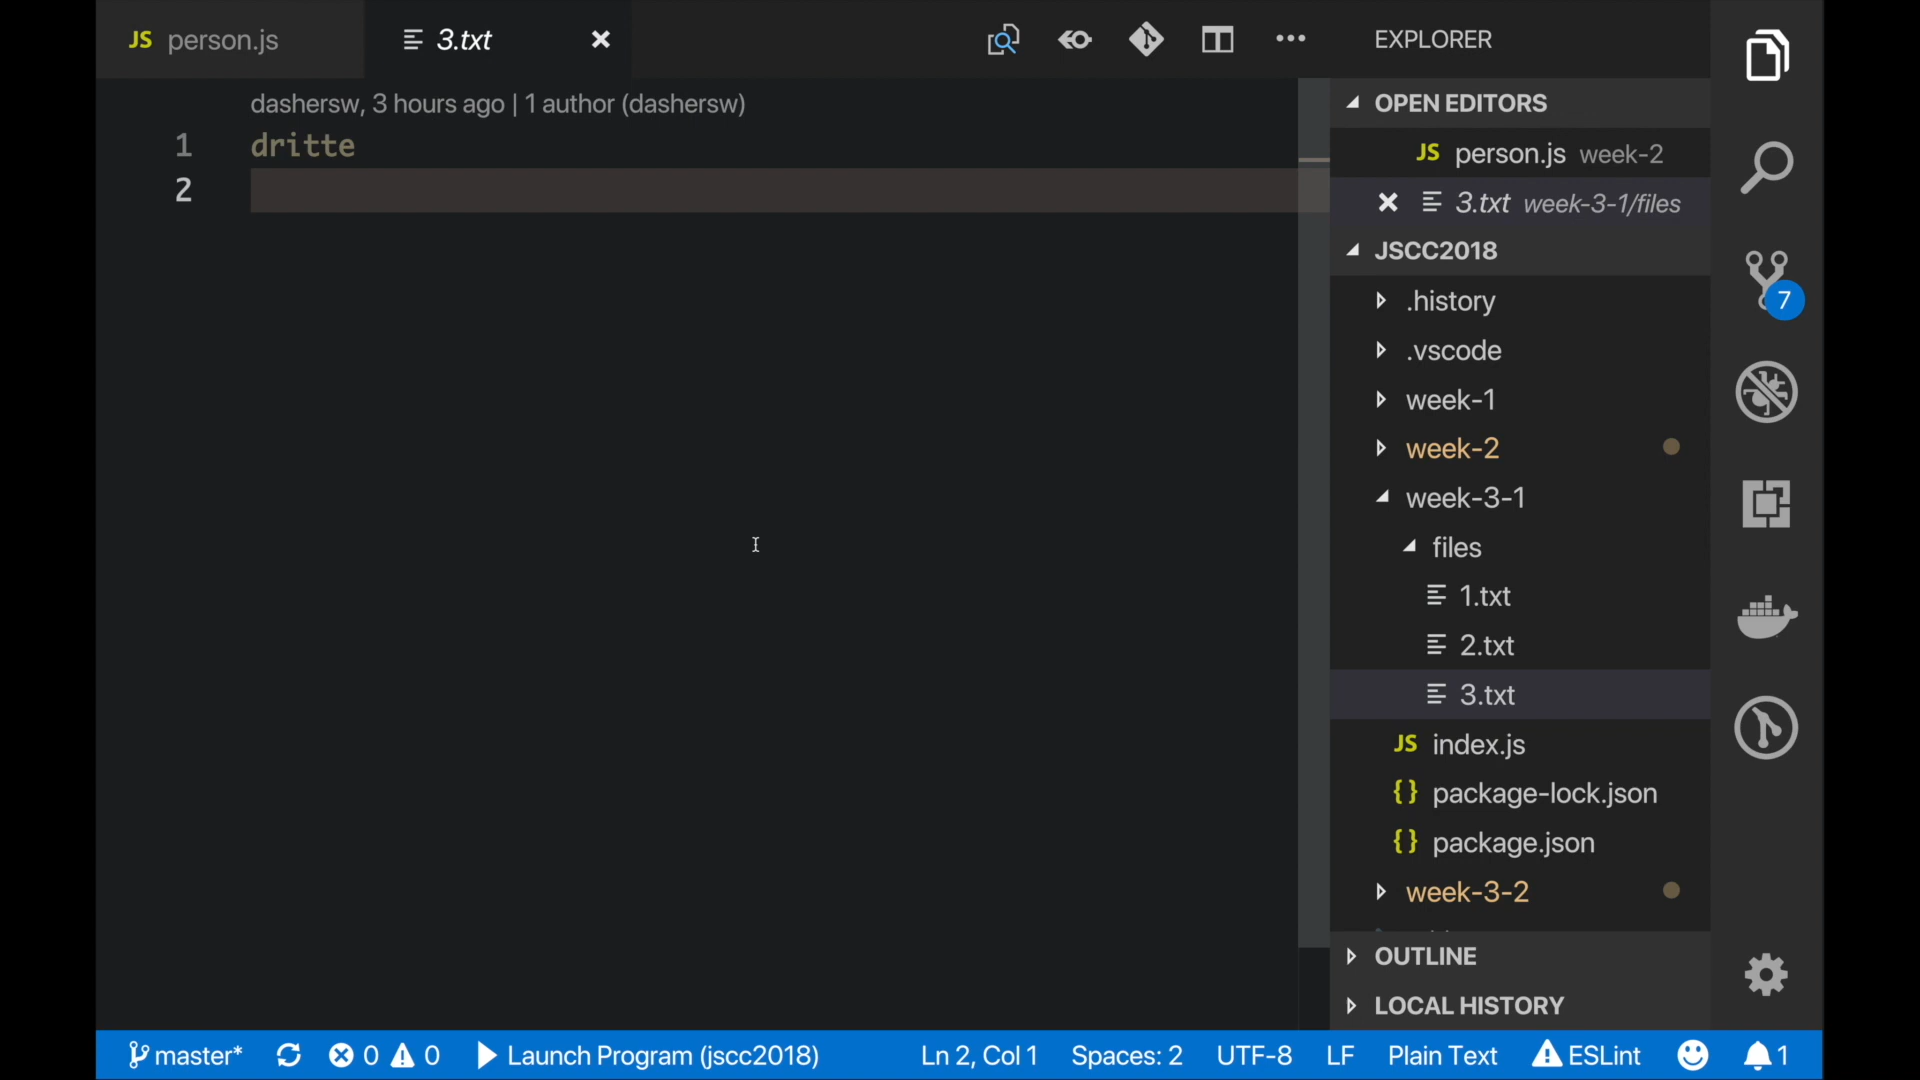 JS person.js
3.txt
dashersw, 3 hours ago | 1 author (dashersw)
1 dritte
2
EXPLORER
OPEN EDITORS
JS person.js week-2
3.txt week-3-1/files
JSCC2018
.history
.vscode
week-1
week-2
week-3-1
files
1.txt
2.txt
3.txt
JS index.js
{} package-lock.json
{} package.json
week-3-2
OUTLINE
LOCAL HISTORY
7
master* 0 0 Launch Program (jscc2018) Ln 2, Col 1 Spaces: 2 UTF-8 LF Plain Text ESLint 1